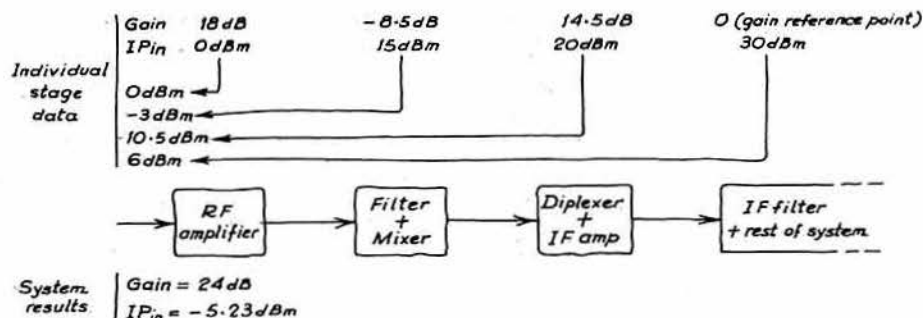 Gain 18dB -8.5dB 14.5dB 0 (gain reference point)
IPin 0dBm 15dBm 20dBm 30dBm
Individual
stage
data
0dBm
-3dBm
10.5dBm
6dBm
RF
amplifier
Filter
+
Mixer
Diplexer
+
IF amp
IF filter
+ rest of system
System
results
Gain = 24dB
IPin = -5.23dBm